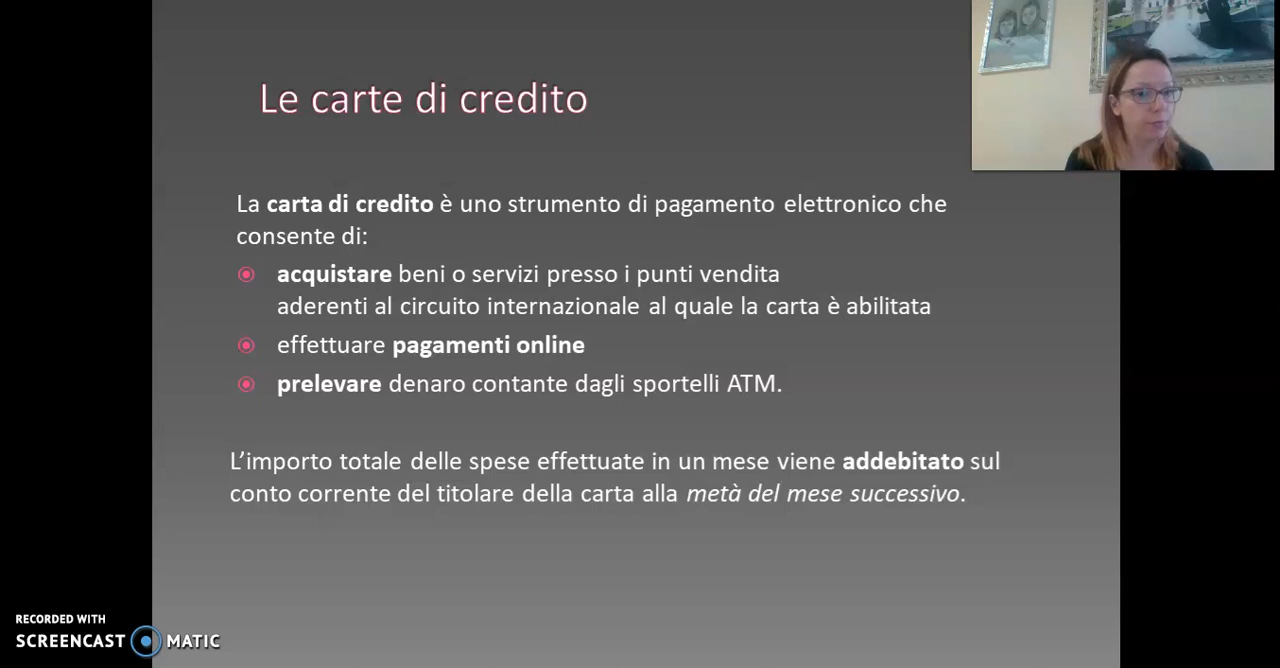 Le carte di credito
La carta di credito è uno strumento di pagamento elettronico che
consente di:
acquistare beni o servizi presso i punti vendita
aderenti al circuito internazionale al quale la carta è abilitata
effettuare pagamenti online
prelevare denaro contante dagli sportelli ATM.
L’importo totale delle spese effettuate in un mese viene addebitato sul
conto corrente del titolare della carta alla metà del mese successivo.
RECORDED WITH
SCREENCAST MATIC